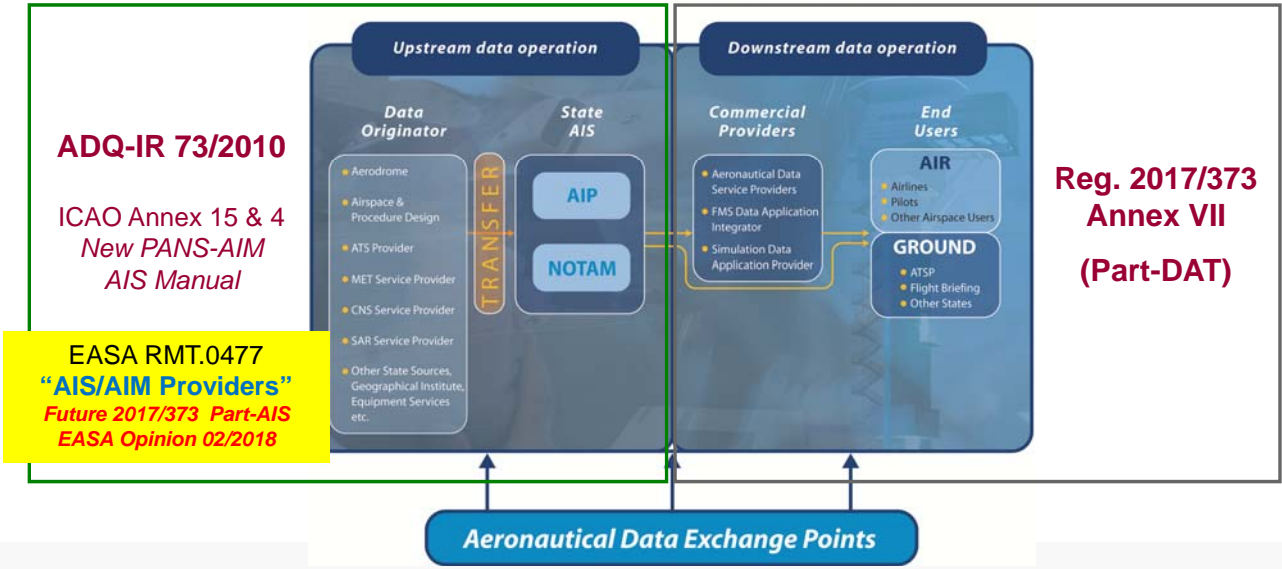 ADQ-IR 73/2010
ICAO Annex 15 & 4
New PANS-AIM
AIS Manual
EASA RMT.0477
“AIS/AIM Providers”
Future 2017/373 Part-AIS
EASA Opinion 02/2018
Upstream data operation
Data
Originator
Aerodrome
Airspace &
Procedure Design
ATS Provider
MET Service Provider
CNS Service Provider
SAR Service Provider
Other State Sources,
Geographical Institute,
Equipment Services
etc.
TRANSFER
State
AIS
AIP
NOTAM
Downstream data operation
Commercial
Providers
Aeronautical Data
Service Providers
FMS Data Application
Integrator
Simulation Data
Application Provider
End
Users
AIR
Airlines
Pilots
Other Airspace Users
GROUND
ATSP
Flight Briefing
Other States
Reg. 2017/373
Annex VII
(Part-DAT)
Aeronautical Data Exchange Points